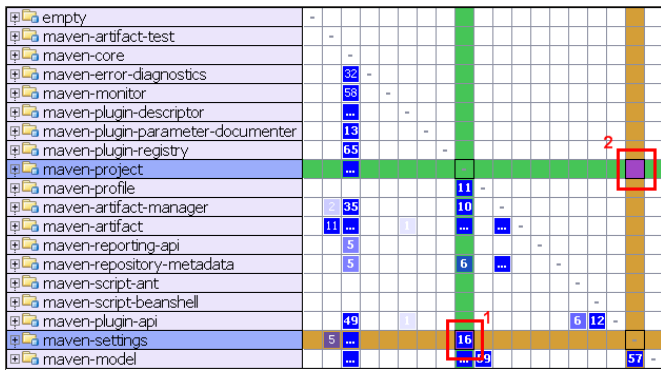 empty -
maven-artifact-test -
maven-core -
maven-error-diagnostics 32 -
maven-monitor 58 -
maven-plugin-descriptor ... -
maven-plugin-parameter-documenter 13 -
2
maven-plugin-registry 65 -
maven-project ...
maven-profile 11 -
maven-artifact-manager 2 35 10 -
maven-artifact 11 ... 1 ... ... -
maven-reporting-api 5 -
maven-repository-metadata 5 6 ... -
maven-script-ant -
maven-script-beanshell -
maven-plugin-api 49 1 6 12 -
1
maven-settings 5 ... 16 -
maven-model ... ... 57 -